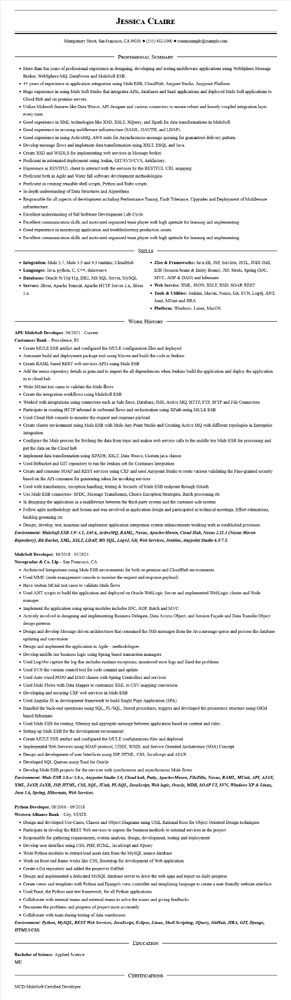 Jessica Claire
Montgomery Street, San Francisco, CA 94105 ◆ (555) 432-1000 ◆ resumesample@example.com
Professional Summary
• More than Six years of professional experience in designing, developing and testing middleware applications using WebSphere Message
Broker, WebSphere MQ, DataPower and MuleSoft ESB.
• 4+ years of experience in application integration using Mule ESB, CloudHub, Anypint Studio, Anypoint Platform.
• Huge experience in using Mule Soft Studio that integrates APIs, databases and SaaS applications and deployed Mule Soft applications to
Cloud Hub and on-premise servers.
• Utilize Mulesoft features like Data Weave, API designer and various connectors to ensure robust and loosely coupled integration layer
every time.
• Good experience in XML technologies like XSD, XSLT, XQuery, and Xpath for data transformations in MuleSoft.
• Good experience in securing middleware infrastructure (SAML, OAUTH, and LDAP).
• Good experience in using ActiveMQ, AWS suite for Asynchronous message queuing for guaranteed delivery pattern.
• Develop message flows and implement data transformation using XSLT, ESQL and Java.
• Create XSD and WSDLS for implementing web services in Message broker.
• Proficient in automated deployment using Jenkin, GIT/SVN/CVS, Artifactory.
• Experience in RESTFUL client to interact with the services by the RESTFUL URL mapping.
• Proficient both in Agile and Water fall software development methodologies.
• Proficient in creating reusable shell scripts, Python and Ruby scripts.
• In-depth understanding of Data Structures and Algorithms.
• Responsible for all aspects of development including Performance Tuning, Fault Tolerance, Upgrades and Deployment of Middleware
infrastructure.
• Excellent understanding of full Software Development Life Cycle.
• Excellent communication skills and motivated organized team player with high aptitude for learning and implementing.
• Good experience in monitoring application and troubleshooting production issues.
• Excellent communication skills and motivated organized team player with high aptitude for learning and implementing.
Skills
• Integration: Mule 3.7, Mule 3.9 and 4.3 runtime, CloudHub
• Languages: Java, python, C, C++, dataweave
• Databases: Oracle 9i/10g/11g, DB2, MS SQL Server, MySQL
• Servers: JBoss, Apache Tomcat, Apache HTTP Server 2.x, JBoss
5.x
• J2ee & Frameworks: Java EE, JSP, Servlets, JSTL, JNDI JMS,
EJB (Session beans & Entity Beans), JSF, Struts, Spring (IOC,
MVC, AOP & DAO) and hibernate
• Web Service: XML, JSON, XSLT, XSD, SOAP, REST
• Tools & Utilities: Jenkins, Maven, Nexus, Git, SVN, Log4j, ANT,
Junit, MUnit and JIRA
• Platform: Windows, Linux, MacOS
Work History
API/ MuleSoft Developer, 06/2021 - Current
Customers Bank – Providence, RI
• Create MULE ESB artifact and configured the MULE configuration files and deployed
• Automate build and deployment package tool using Maven and build the code in Jenkins
• Create RAML based REST web services API's using Mule ESB
• Add the nexus repository details in pom.xml to import the all dependencies when Jenkins build the application and deploy the application
in to cloud hub
• Write MUnit test cases to validate the Mule flows
• Create the integration workflows using MuleSoft ESB
• Worked with integrations using connectors such as Sale force, Database, JMS, Active MQ, HTTP, FTP, SFTP and File Connectors
• Participate in creating HTTP inbound & outbound flows and orchestration using XPath using MULE ESB
• Used Cloud Hub console to monitor the request and response payload
• Create cluster environment using Mule ESB with Mule Any Point Studio and Creating Active MQ with different topologies in Enterprise
Integration
• Configure the Mule process for fetching the data from topic and makes web service calls to the middle tier Mule ESB for processing and
put the data on the Cloud hub
• Implement data transformation using XPATH, XSLT, Data Weave, Custom java classes
• Used Bitbucket and GIT repository to run the Jenkins job for Continues Integration
• Create and consume SOAP and REST services using CXF and used Anypoint Studio to route various validating the Fine-grained security
based on the API consumer for generating token for invoking services
• Used with transformers, exception handling, testing & Security of Mule ESB endpoint through OAuth
• Use Mule ESB connectors- SFDC, Message Transformer, Choice Exception Strategies, Batch processing etc
• In designing the application as a middleware between the third-party system and the customer side system
• Follow agile methodology and Scrum and was involved in application design and participated in technical meetings, Effort estimations,
backlog grooming etc
• Design, develop, test, maintain and implement application integration system enhancements working with in established processes
Environment: MuleSoft ESB 3.9/ 4.1, JAVA, ActiveMQ, RAML, Nexus, Apache-Maven, Cloud Hub, Nexus 2.11.4 (Nexus Maven
Repository), Bit Bucket, XML, XSLT, LDAP, MS SQL, Log4J, Git, Web Services, Jenkins, Anypoint Studio 6.5/7.5.
MuleSoft Developer, 10/2018 - 05/2021
Novogradac & Co. Llp – San Francisco, CA
• Architected Integrations using Mule ESB environments for both on premise and CloudHub environments
• Used MMC (mule management console to monitor the request and response payload)
• Have written MUnit test cases to validate Mule flows
• Used ANT scripts to build the application and deployed on Oracle WebLogic Server and implemented WebLogic cluster and Node
manager
• Implement the application using spring modules includes IOC, AOP, Batch and MVC
• Actively involved in designing and implementing Business Delegate, Data Access Object, and Session Façade and Data Transfer Object
design patterns
• Design and develop Message driven architectures that consumed the JMS messages from the Java message queue and process the database
updating and conversion
• Design and implement the application in Agile – methodologies
• Develop middle tier business logic using Spring based transaction managers
• Used Log4Jto capture the log that includes runtime exceptions, monitored error logs and fixed the problems
• Used SVN the version control tool for code commit and update
• Used Auto wired POJO and DAO classes with Spring Controllers and services
• Used Mule Flows with Data Mapper to customize XML to CSV mapping conversion
• Developing and securing CXF web services in Mule ESB
• Used Angular JS as development framework to build Single Page Application (SPA)
• Handled the back-end operations using SQL, PL/SQL, Stored procedures, triggers and developed the persistence structure using ORM
based Hibernate
• Used Mule ESB for routing, filtering and aggregate message between application based on content and rules
• Setting up Mule ESB for the development environment
• Create MULE ESB artifact and configured the MULE configurations files and deployed
• Implemented Web Services using SOAP protocol, UDDI, WSDL and Service Oriented Architecture (SOA) Concept
• Design and development of user Interfaces using JSP, HTML, CSS, JavaScript and AJAX
• Developed SQL Queries using Toad for Oracle
• Develop Mule ESB projects for the services with synchronous and asynchronous Mule flows
Environment: Mule ESB 3.0.x/ 3.8.x, Anypoint Studio 5.0, Cloud hub, Putty, Apache-Maven, FileZilla, Nexus, RAML, MUnit, API, AJAX,
XML, JAXP, JAXB, JSP, HTML, CSS, SQL, JUnit, PL/SQL, JavaScript, Web logic, Oracle, MDB, SOAP UI, SVN, Windows XP & Linux,
Java 1.6, Spring, Hibernate, Web Services.
Python Developer, 08/2016 - 09/2018
Western Alliance Bank – City, STATE
• Design and developed Use-Cases, Classes and Object Diagrams using UML Rational Rose for Object Oriented Design techniques
• Participate in develop the REST Web services to expose the business methods to external services in the project
• Responsible for gathering requirements, system analysis, design, development, testing and deployment
• Develop user interface using CSS, PHP, HTML, JavaScript and JQuery
• Write Python modules to extract/load asset data from the MySQL source database
• Work on front end frame works like CSS, Bootstrap for development of Web application
• Create a Git repository and added the project to GitHub
• Design and implemented a dedicated MySQL database server to drive the web apps and report on daily progress
• Create views and templates with Python and Django's view controller and templating language to create a user-friendly website interface
• Used Punit, the Python unit test framework, for all Python applications
• Collaborate with internal teams and external teams to solve the issues and giving feedbacks
• Document the problems and progress of project most accurately
• Collaborate with team during testing of data warehouses
Environment: Python, MySQL, REST Web Services, JavaScript, Eclipse, Linux, Shell Scripting, JQuery, GitHub, JIRA, GIT, Django,
HTML5/CSS.
Education
Bachelor of Science: Applied Science
MU
Certifications
MCD-MuleSoft Certified Developer